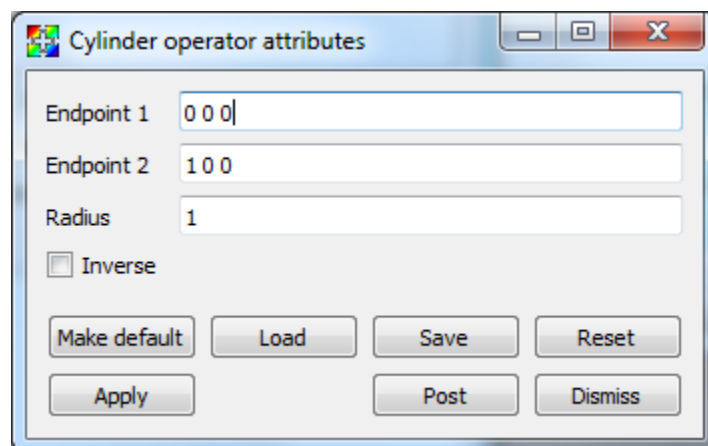 Cylinder operator attributes
Endpoint 1 0 0 0
Endpoint 2 1 0 0
Radius 1
Inverse
Make default Load Save Reset
Apply Post Dismiss